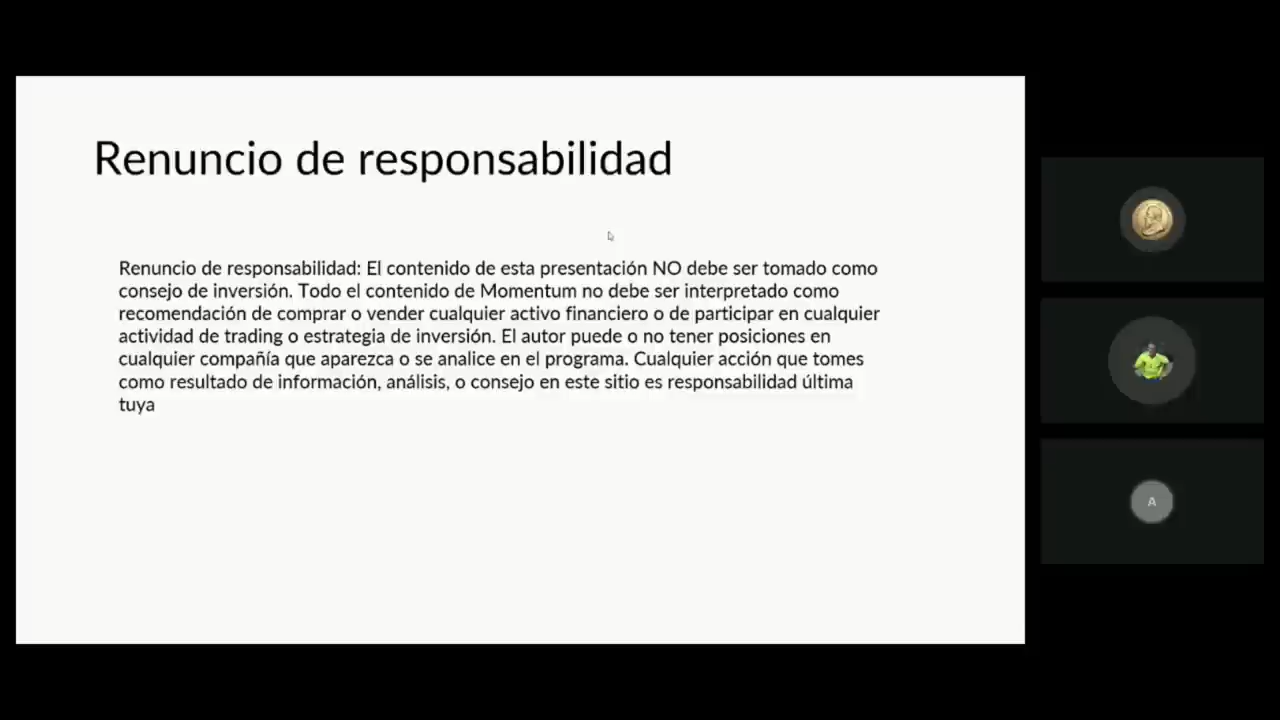 Renuncio de responsabilidad
Renuncio de responsabilidad: El contenido de esta presentación NO debe ser tomado como
consejo de inversión. Todo el contenido de Momentum no debe ser interpretado como
recomendación de comprar o vender cualquier activo financiero o de participar en cualquier
actividad de trading o estrategia de inversión. El autor puede o no tener posiciones en
cualquier compañía que aparezca o se analice en el programa. Cualquier acción que tomes
como resultado de información, análisis, o consejo en este sitio es responsabilidad última
tuya
A